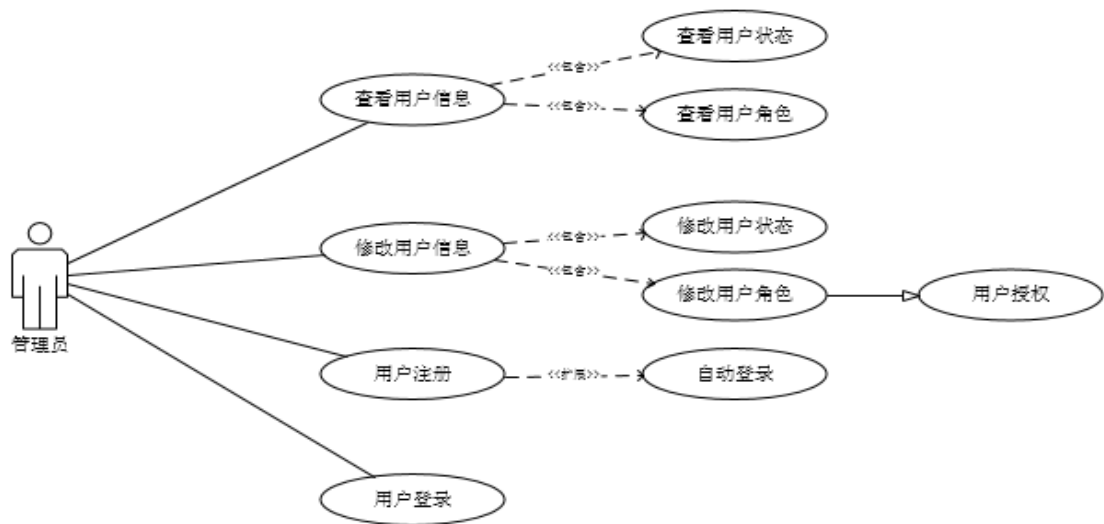 查看用户状态
<<包含>>
查看用户信息
<<包含>>
查看用户角色
修改用户状态
<<包含>>
修改用户信息
<<包含>>
修改用户角色
用户授权
管理员
用户注册
<<扩展>>
自动登录
用户登录